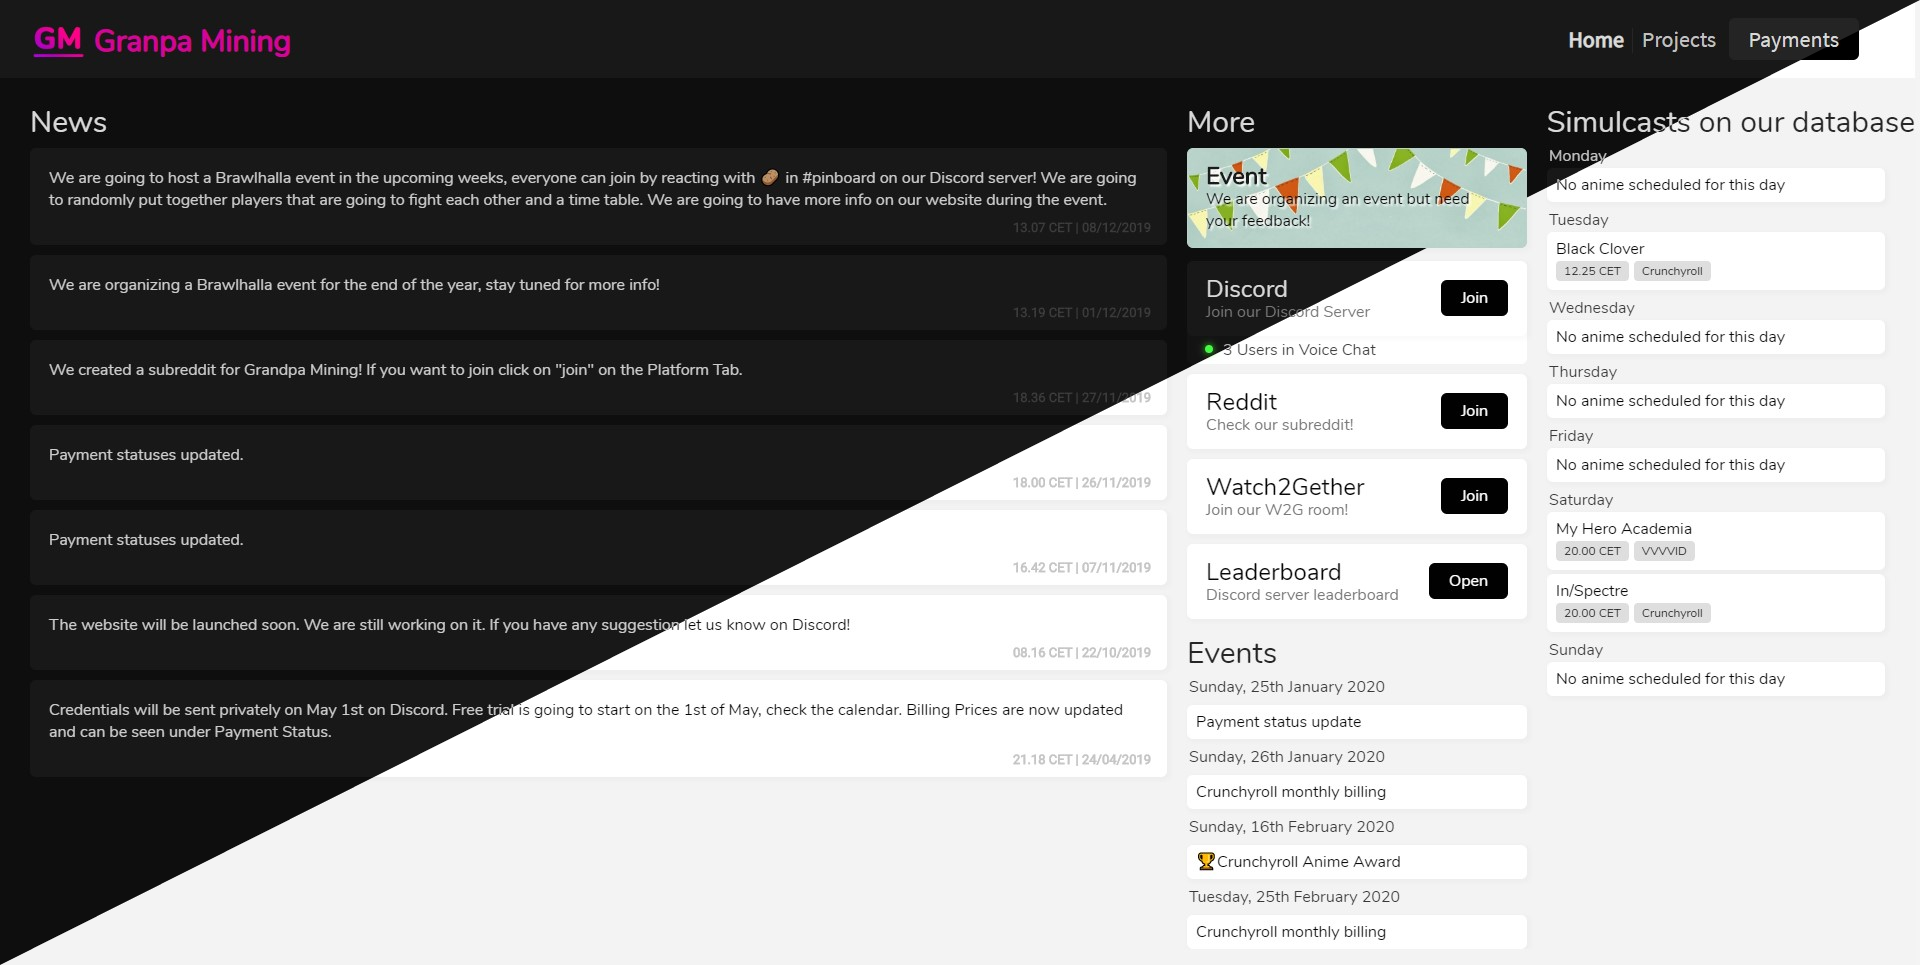 GM Granpa Mining
Home Projects Payments
News
We are going to host a Brawlhalla event in the upcoming weeks, everyone can join by reacting with 🥔 in #pinboard on our Discord server! We are going
to randomly put together players that are going to fight each other and a time table. We are going to have more info on our website during the event.
13.07 CET | 08/12/2019
We are organizing a Brawlhalla event for the end of the year, stay tuned for more info!
13.19 CET | 01/12/2019
We created a subreddit for Grandpa Mining! If you want to join click on "join" on the Platform Tab.
18.36 CET | 27/11/2019
Payment statuses updated.
18.00 CET | 26/11/2019
Payment statuses updated.
16.42 CET | 07/11/2019
The website will be launched soon. We are still working on it. If you have any suggestion let us know on Discord!
08.16 CET | 22/10/2019
Credentials will be sent privately on May 1st on Discord. Free trial is going to start on the 1st of May, check the calendar. Billing Prices are now updated
and can be seen under Payment Status.
21.18 CET | 24/04/2019
More
Event
We are organizing an event but need
your feedback!
Discord
Join our Discord Server
Join
3 Users in Voice Chat
Reddit
Check our subreddit!
Join
Watch2Gether
Join our W2G room!
Join
Leaderboard
Discord server leaderboard
Open
Events
Sunday, 25th January 2020
Payment status update
Sunday, 26th January 2020
Crunchyroll monthly billing
Sunday, 16th February 2020
🏆Crunchyroll Anime Award
Tuesday, 25th February 2020
Crunchyroll monthly billing
Simulcasts on our database
Monday
No anime scheduled for this day
Tuesday
Black Clover
12.25 CET Crunchyroll
Wednesday
No anime scheduled for this day
Thursday
No anime scheduled for this day
Friday
No anime scheduled for this day
Saturday
My Hero Academia
20.00 CET VVVVID
In/Spectre
20.00 CET Crunchyroll
Sunday
No anime scheduled for this day